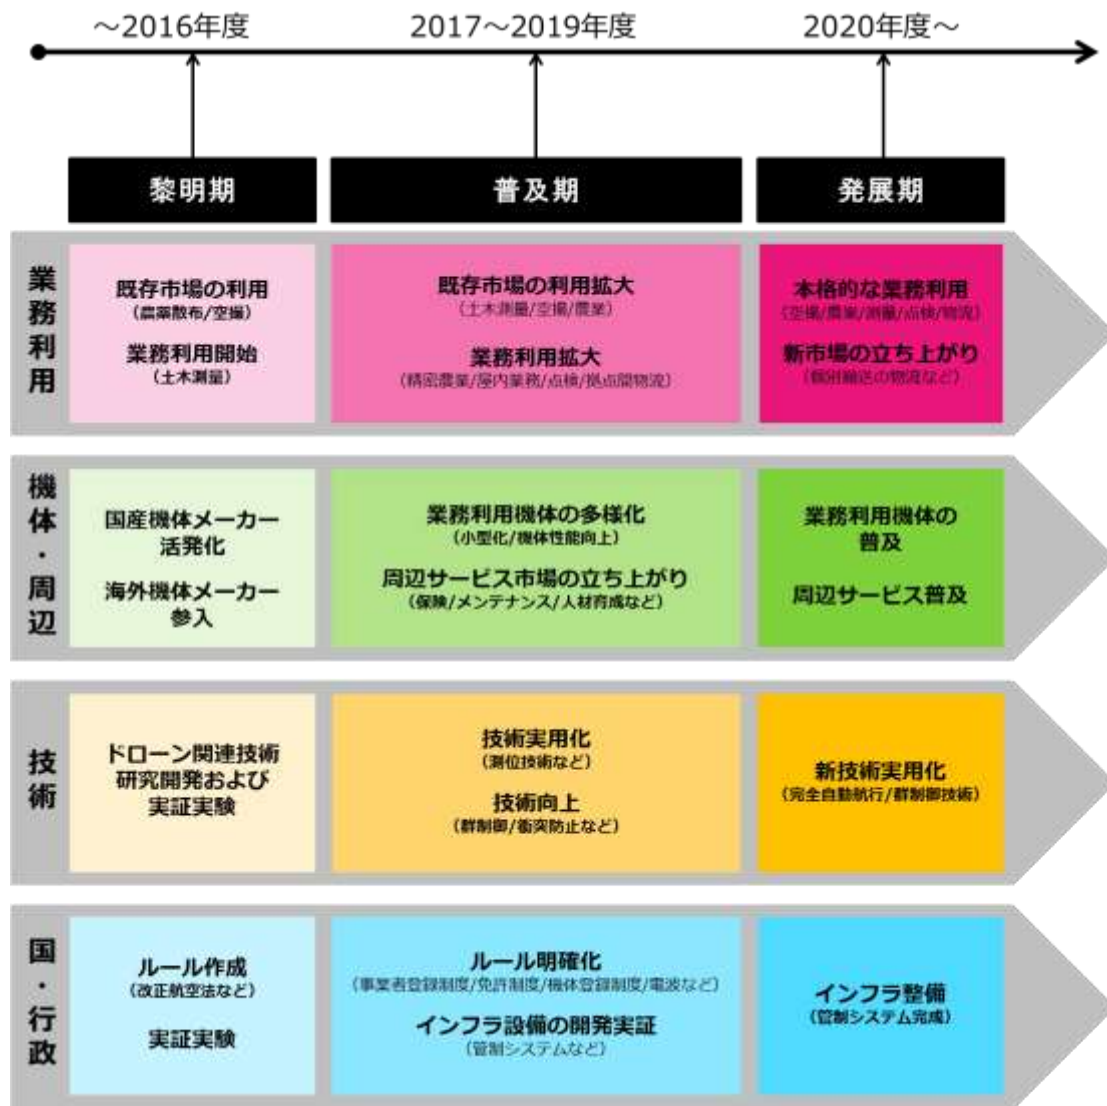 ～2016年度
2017～2019年度
2020年度～
黎明期
普及期
発展期
業務利用
既存市場の利用
（農薬散布/空撮）
業務利用開始
（土木測量）
既存市場の利用拡大
（土木測量/空撮/農業）
業務利用拡大
（精密農業/屋内業務/点検/拠点間物流）
本格的な業務利用
（空撮/農業/測量/点検/物流）
新市場の立ち上がり
（個別輸送の物流など）
機体・周辺
国産機体メーカー
活発化
海外機体メーカー
参入
業務利用機体の多様化
（小型化/機体性能向上）
周辺サービス市場の立ち上がり
（保険/メンテナンス/人材育成など）
業務利用機体の
普及
周辺サービス普及
技術
ドローン関連技術
研究開発および
実証実験
技術実用化
（測位技術など）
技術向上
（群制御/衝突防止など）
新技術実用化
（完全自動航行/群制御技術）
国・行政
ルール作成
（改正航空法など）
実証実験
ルール明確化
（事業者登録制度/免許制度/機体登録制度/電波など）
インフラ設備の開発実証
（管制システムなど）
インフラ整備
（管制システム完成）